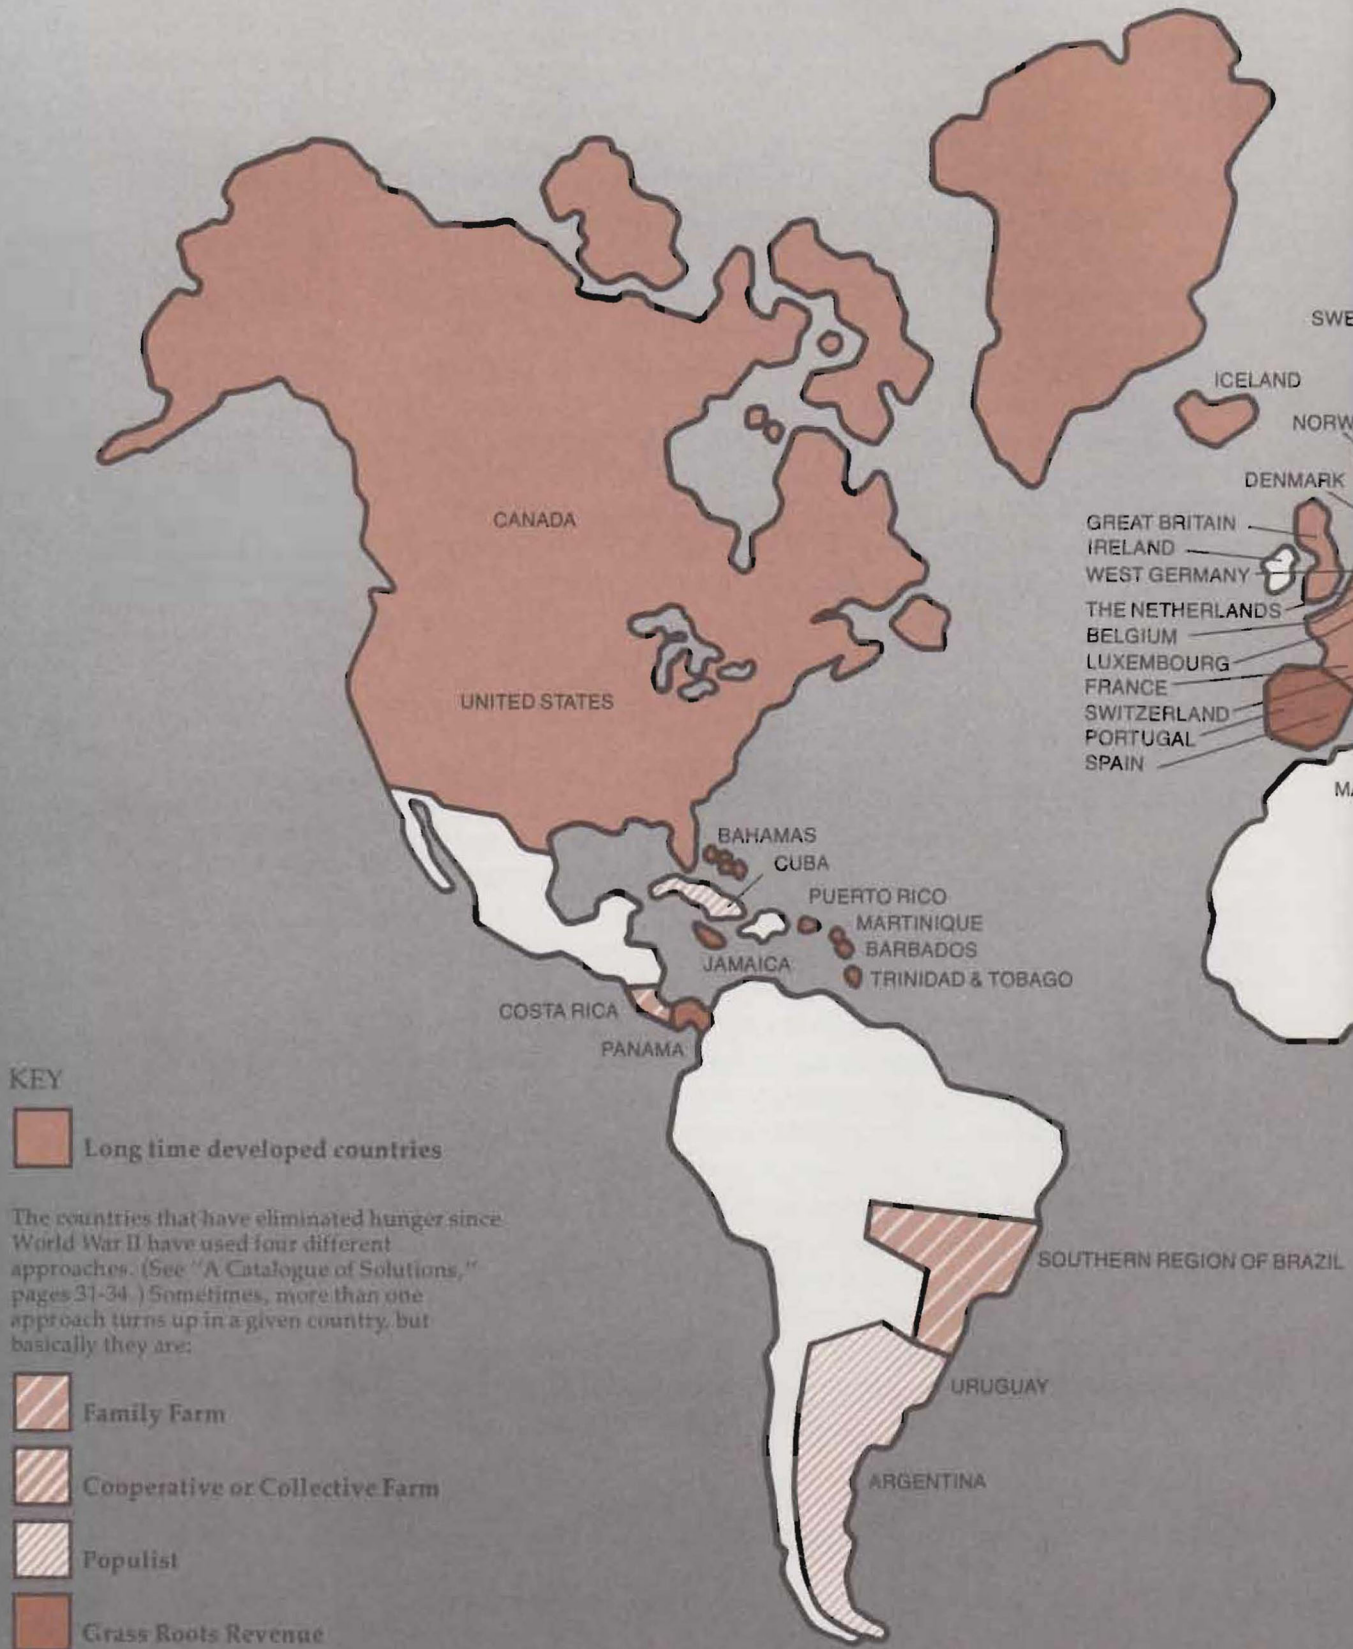 SWE
ICELAND
NORW
DENMARK
GREAT BRITAIN
IRELAND
WEST GERMANY
THE NETHERLANDS
BELGIUM
LUXEMBOURG
FRANCE
SWITZERLAND
PORTUGAL
SPAIN
MA
CANADA
UNITED STATES
BAHAMAS
CUBA
PUERTO RICO
MARTINIQUE
BARBADOS
TRINIDAD & TOBAGO
JAMAICA
COSTA RICA
PANAMA
SOUTHERN REGION OF BRAZIL
URUGUAY
ARGENTINA
KEY
Long time developed countries
The countries that have eliminated hunger since
World War II have used four different
approaches. (See "A Catalogue of Solutions,"
pages 31-34.) Sometimes, more than one
approach turns up in a given country, but
basically they are:
Family Farm
Cooperative or Collective Farm
Populist
Grass Roots Revenue